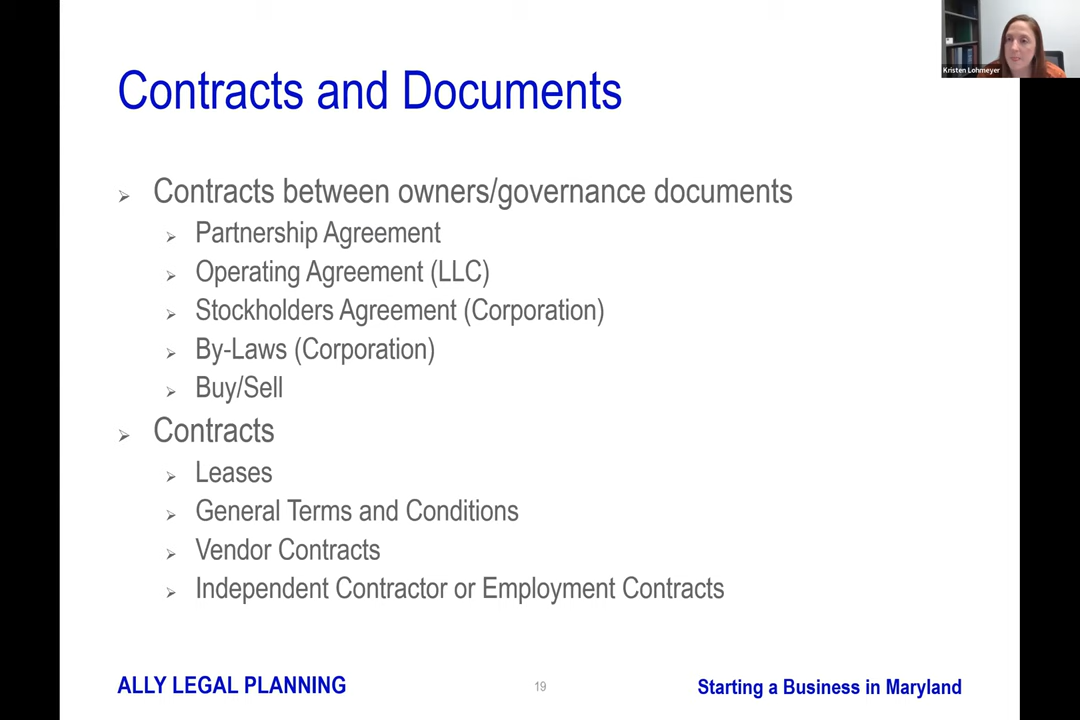 Kristen Lohmeyer
Contracts and Documents
Contracts between owners/governance documents
Partnership Agreement
Operating Agreement (LLC)
Stockholders Agreement (Corporation)
By-Laws (Corporation)
Buy/Sell
Contracts
Leases
General Terms and Conditions
Vendor Contracts
Independent Contractor or Employment Contracts
ALLY LEGAL PLANNING
19
Starting a Business in Maryland